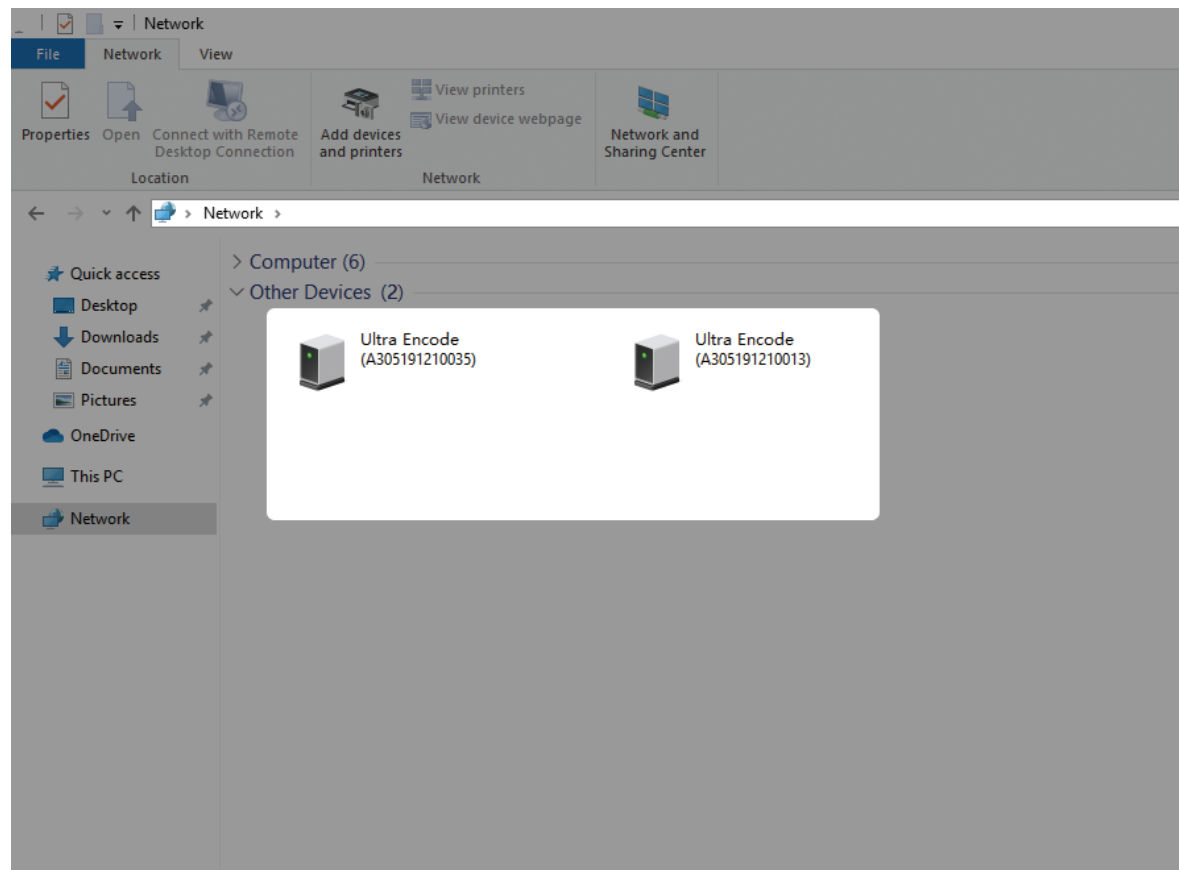 Network
File Network View
Properties
Open
Connect with Remote
Desktop Connection
Location
Add devices
and printers
View printers
View device webpage
Network
Network and
Sharing Center
Network
Quick access
Desktop
Downloads
Documents
Pictures
OneDrive
This PC
Network
Computer (6)
Other Devices (2)
Ultra Encode
(A305191210035)
Ultra Encode
(A305191210013)